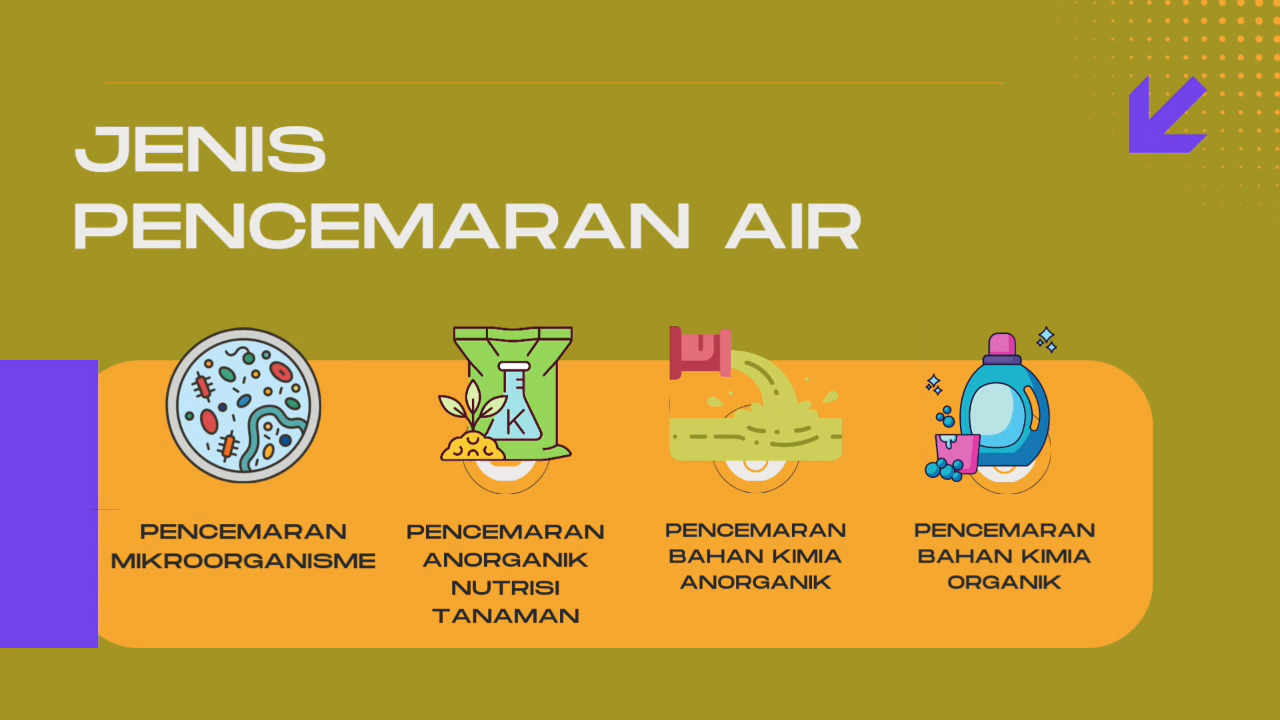 JENIS
PENCEMARAN AIR
K
PENCEMARAN
MIKROORGANISME
PENCEMARAN
ANORGANIK
NUTRISI
TANAMAN
PENCEMARAN
BAHAN KIMIA
ANORGANIK
PENCEMARAN
BAHAN KIMIA
ORGANIK